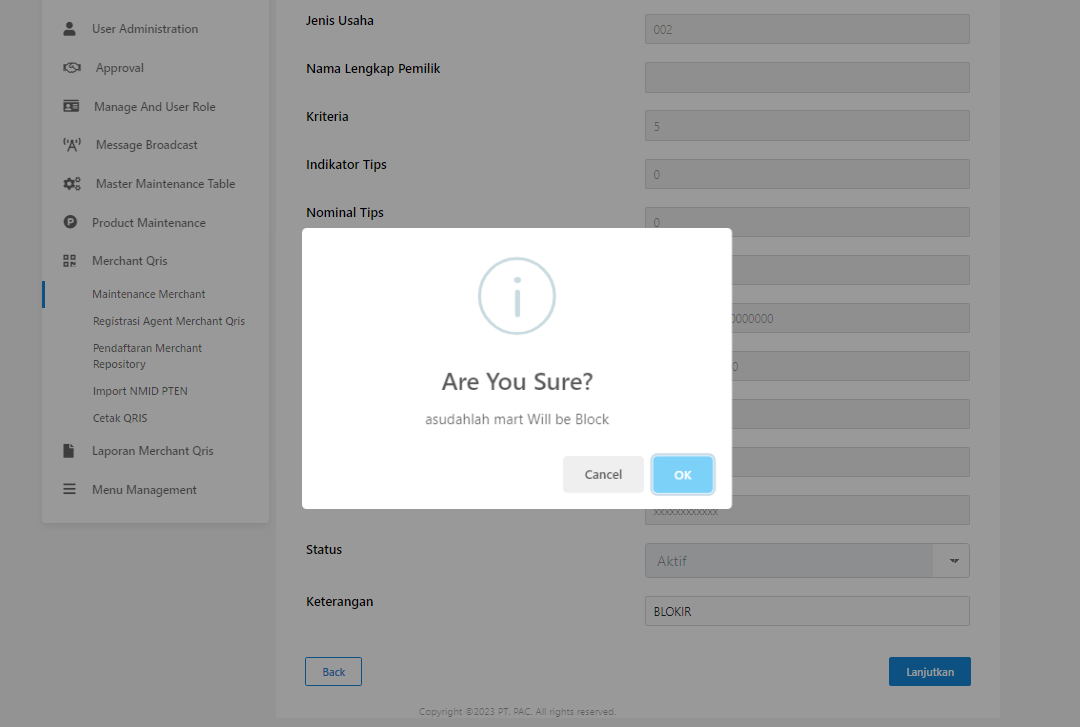 User Administration
Approval
Manage And User Role
Message Broadcast
Master Maintenance Table
Product Maintenance
Merchant Qris
Maintenance Merchant
Registrasi Agent Merchant Qris
Pendaftaran Merchant
Repository
Import NMID PTEN
Cetak QRIS
Laporan Merchant Qris
Menu Management
Jenis Usaha
002
Nama Lengkap Pemilik
Kriteria
5
Indikator Tips
0
Nominal Tips
0
Are You Sure?
asudahlah mart Will be Block
Cancel
OK
Status
Aktif
Keterangan
BLOKIR
Back
Lanjutkan
Copyright ©2023 PT. PAC. All rights reserved.